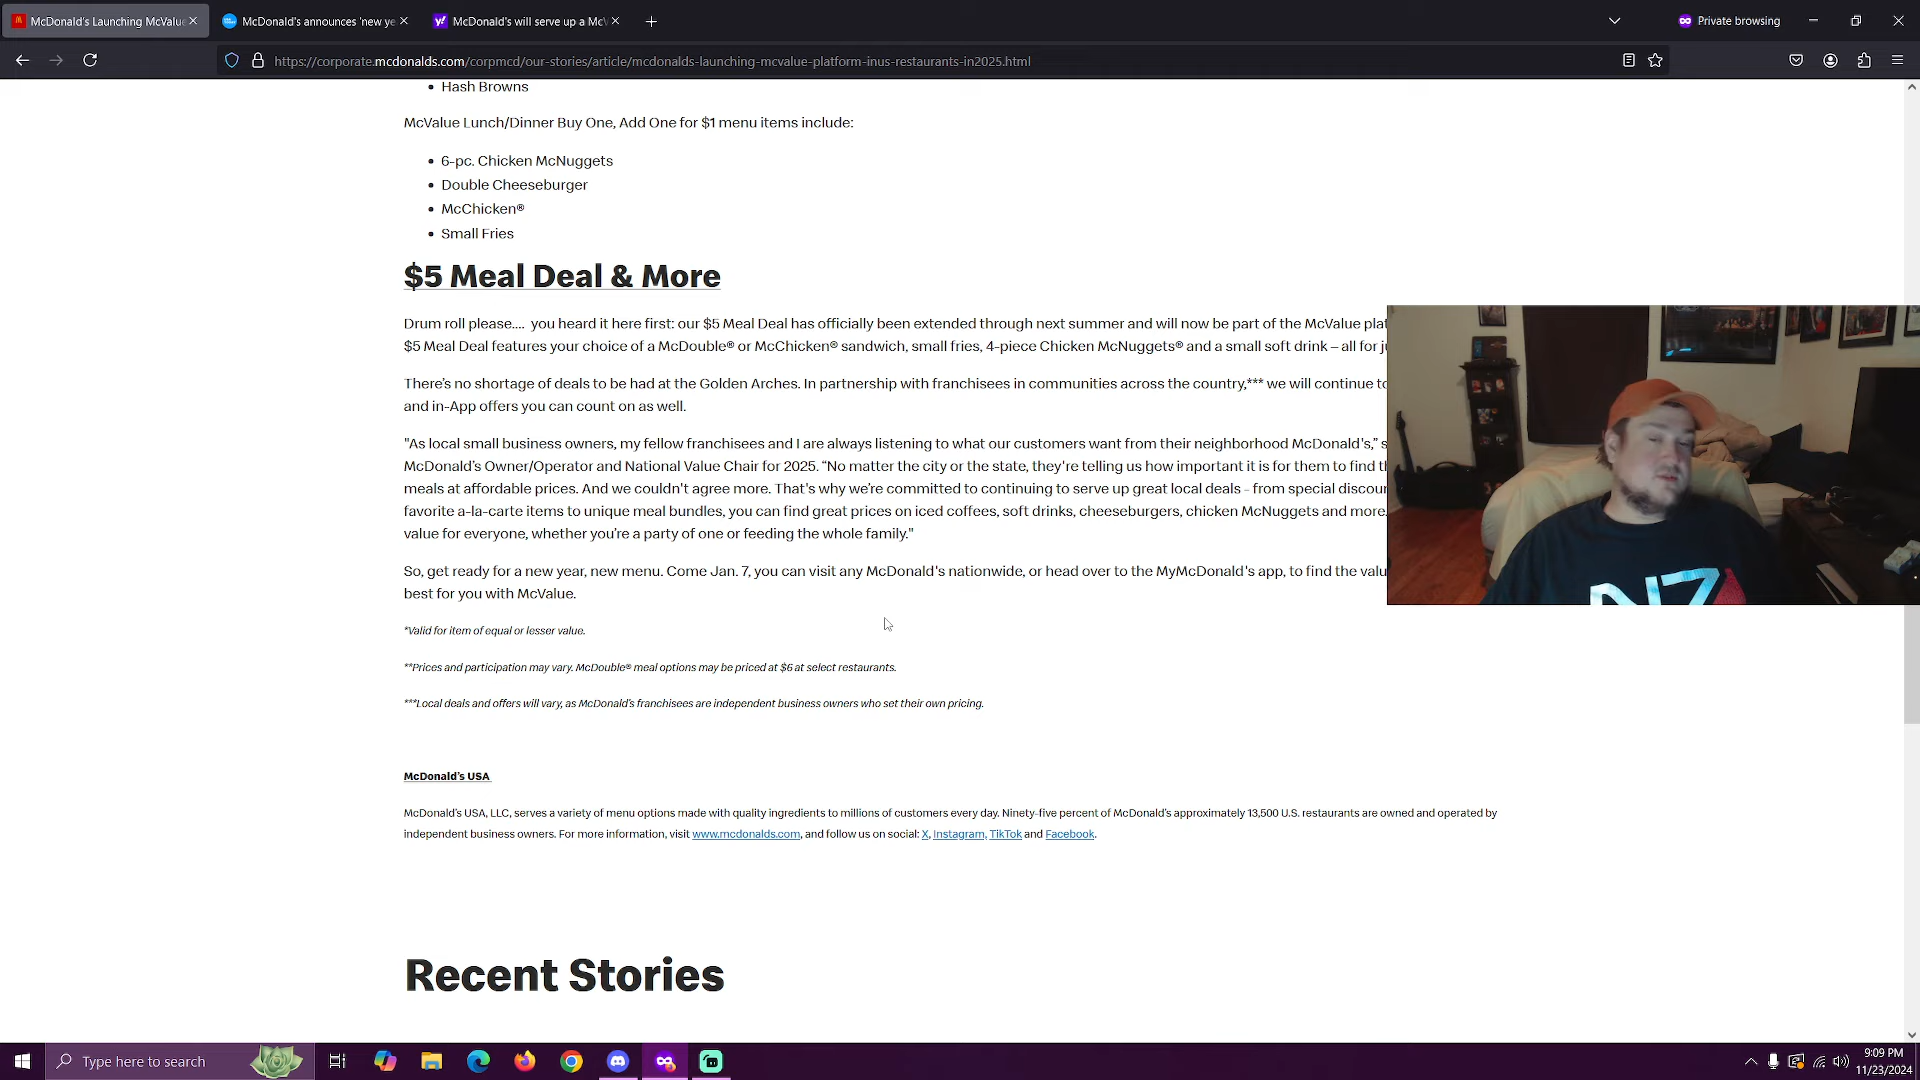 McDonald's Launching McValue
McDonald's announces 'new ye
McDonald's will serve up a McV
Private browsing
https://corporate.mcdonalds.com/corpmcd/our-stories/article/mcdonalds-launching-mcvalue-platform-inus-restaurants-in2025.html
• Hash Browns
McValue Lunch/Dinner Buy One, Add One for $1 menu items include:
• 6-pc. Chicken McNuggets
• Double Cheeseburger
• McChicken®
• Small Fries
$5 Meal Deal & More
Drum roll please.... you heard it here first: our $5 Meal Deal has officially been extended through next summer and will now be part of the McValue
$5 Meal Deal features your choice of a McDouble® or McChicken® sandwich, small fries, 4-piece Chicken McNuggets® and a small soft drink – all for
There's no shortage of deals to be had at the Golden Arches. In partnership with franchisees in communities across the country,*** we will continue to
and in-App offers you can count on as well.
"As local small business owners, my fellow franchisees and I are always listening to what our customers want from their neighborhood McDonald's,”
McDonald's Owner/Operator and National Value Chair for 2025. “No matter the city or the state, they're telling us how important it is for them to find
meals at affordable prices. And we couldn't agree more. That's why we're committed to continuing to serve up great local deals - from special
favorite a-la-carte items to unique meal bundles, you can find great prices on iced coffees, soft drinks, cheeseburgers, chicken McNuggets and more.
value for everyone, whether you're a party of one or feeding the whole family."
So, get ready for a new year, new menu. Come Jan. 7, you can visit any McDonald's nationwide, or head over to the MyMcDonald's app, to find the
best for you with McValue.
*Valid for item of equal or lesser value.
**Prices and participation may vary. McDouble® meal options may be priced at $6 at select restaurants.
***Local deals and offers will vary, as McDonald's franchisees are independent business owners who set their own pricing.
McDonald's USA
McDonald's USA, LLC, serves a variety of menu options made with quality ingredients to millions of customers every day. Ninety-five percent of McDonald's approximately 13,500 U.S. restaurants are owned and operated by
independent business owners. For more information, visit www.mcdonalds.com, and follow us on social: X, Instagram, TikTok and Facebook.
Recent Stories
N7
Type here to search
9:09 PM
11/23/2024